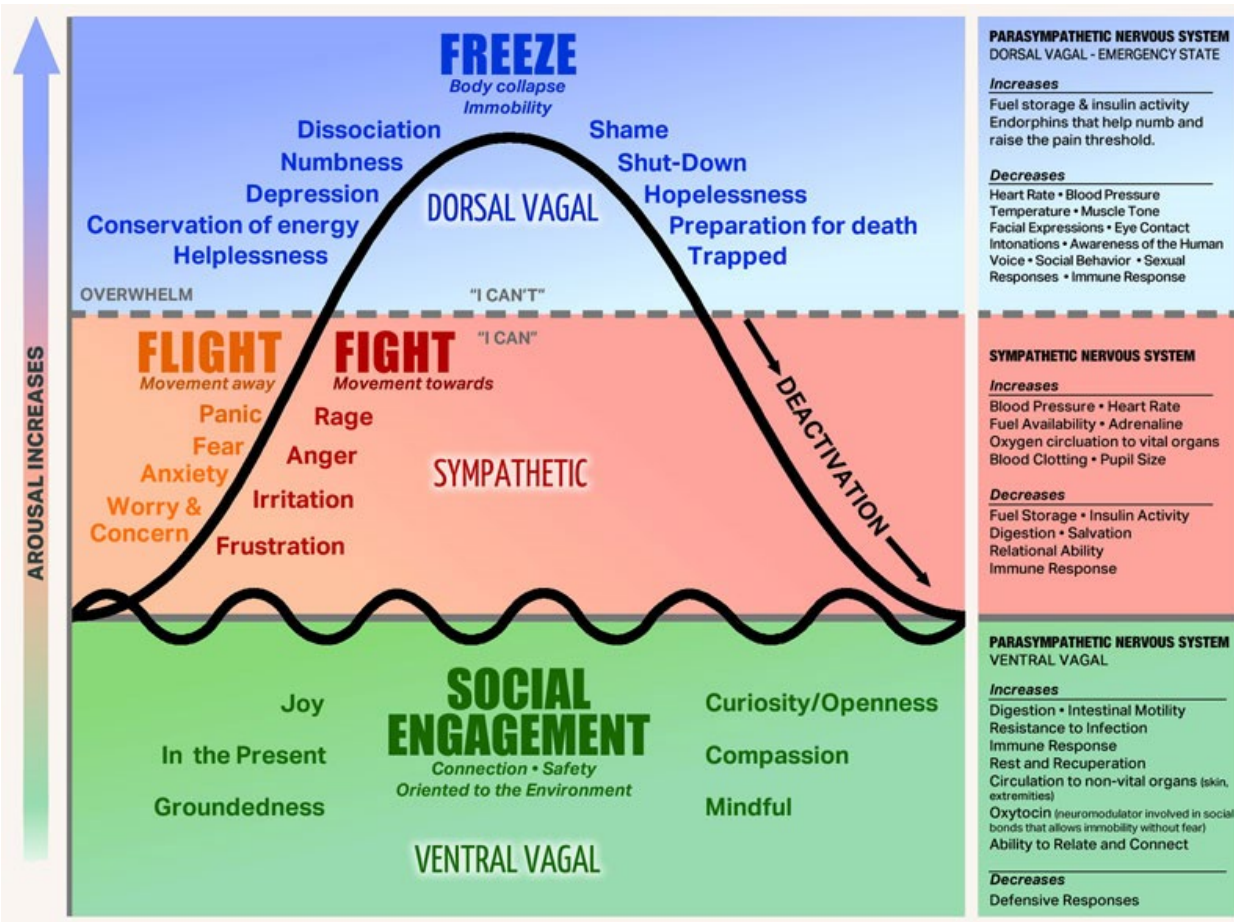 AROUSAL INCREASES
FREEZE
Body collapse
Immobility
Dissociation
Numbness
Depression
Conservation of energy
Helplessness
Shame
Shut-Down
Hopelessness
Preparation for death
Trapped
DORSAL VAGAL
OVERWHELM
"I CAN'T"
"I CAN"
FLIGHT
Movement away
Panic
Fear
Anxiety
Worry &
Concern
FIGHT
Movement towards
Rage
Anger
Irritation
Frustration
SYMPATHETIC
DEACTIVATION
SOCIAL
ENGAGEMENT
Connection • Safety
Oriented to the Environment
Joy
In the Present
Groundedness
Curiosity/Openness
Compassion
Mindful
VENTRAL VAGAL
PARASYMPATHETIC NERVOUS SYSTEM
DORSAL VAGAL - EMERGENCY STATE
Increases
Fuel storage & insulin activity
Endorphins that help numb and
raise the pain threshold.
Decreases
Heart Rate • Blood Pressure
Temperature • Muscle Tone
Facial Expressions • Eye Contact
Intonations • Awareness of the Human
Voice • Social Behavior • Sexual
Responses • Immune Response
SYMPATHETIC NERVOUS SYSTEM
Increases
Blood Pressure • Heart Rate
Fuel Availability • Adrenaline
Oxygen circluation to vital organs
Blood Clotting • Pupil Size
Decreases
Fuel Storage • Insulin Activity
Digestion • Salvation
Relational Ability
Immune Response
PARASYMPATHETIC NERVOUS SYSTEM
VENTRAL VAGAL
Increases
Digestion • Intestinal Motility
Resistance to Infection
Immune Response
Rest and Recuperation
Circulation to non-vital organs (skin,
extremities)
Oxytocin (neuromodulator involved in social
bonds that allows immobility without fear)
Ability to Relate and Connect
Decreases
Defensive Responses